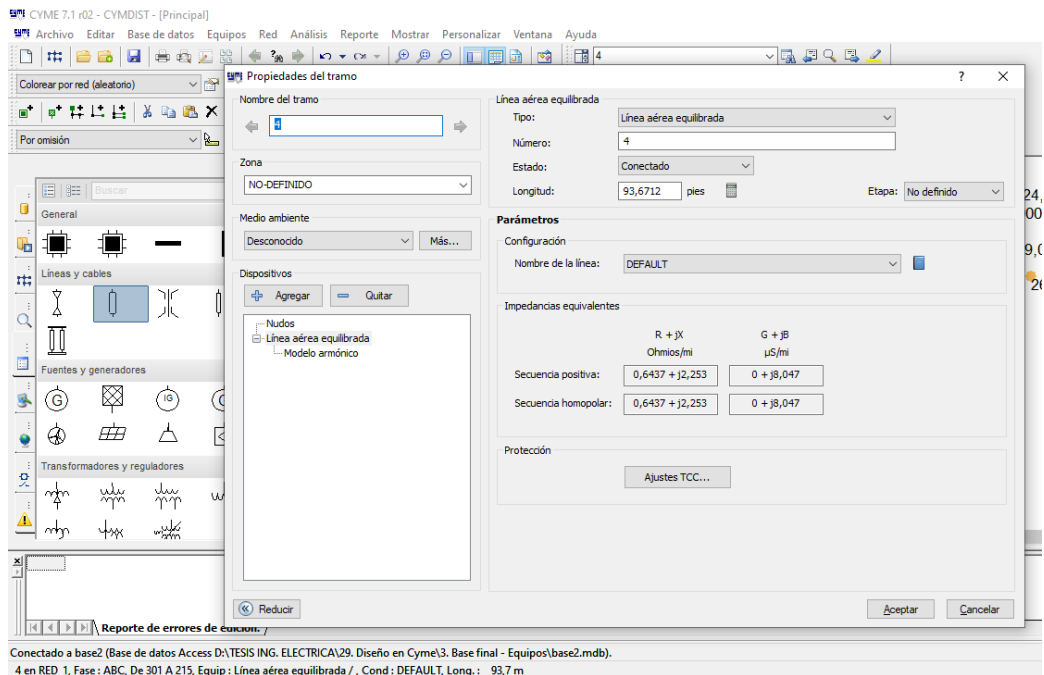 CYME 7.1 r02 - CYMDIST - [Principal]
Archivo Editar Base de datos Equipos Red Análisis Reporte Mostrar Personalizar Ventana Ayuda
4
Colorear por red (aleatorio)
Por omisión
Buscar
General
Líneas y cables
Fuentes y generadores
G
IG
Transformadores y reguladores
Propiedades del tramo
Nombre del tramo
4
Zona
NO-DEFINIDO
Medio ambiente
Desconocido
Más...
Dispositivos
Agregar
Quitar
Nudos
Línea aérea equilibrada
Modelo armónico
Línea aérea equilibrada
Tipo: Línea aérea equilibrada
Número: 4
Estado: Conectado
Longitud: 93,6712 pies
Etapa: No definido
Parámetros
Configuración
Nombre de la línea: DEFAULT
Impedancias equivalentes
R + jX G + jB
Ohmios/mi µS/mi
Secuencia positiva: 0,6437 + j2,253 0 + j8,047
Secuencia homopolar: 0,6437 + j2,253 0 + j8,047
Protección
Ajustes TCC...
Reducir
Aceptar
Cancelar
24,
00
9,0
26
Reporte de errores de edición.
Conectado a base2 (Base de datos Access D:\TESIS ING. ELECTRICA\29. Diseño en Cyme\3. Base final - Equipos\base2.mdb).
4 en RED_1, Fase : ABC, De 301 A 215, Equip : Línea aérea equilibrada / , Cond : DEFAULT, Long. : 93,7 m